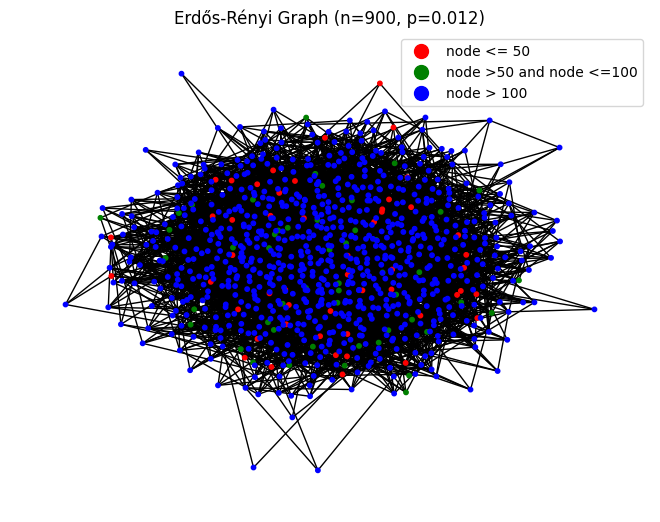 Erdős-Rényi Graph (n=900, p=0.012)
node <= 50
node >50 and node <=100
node > 100